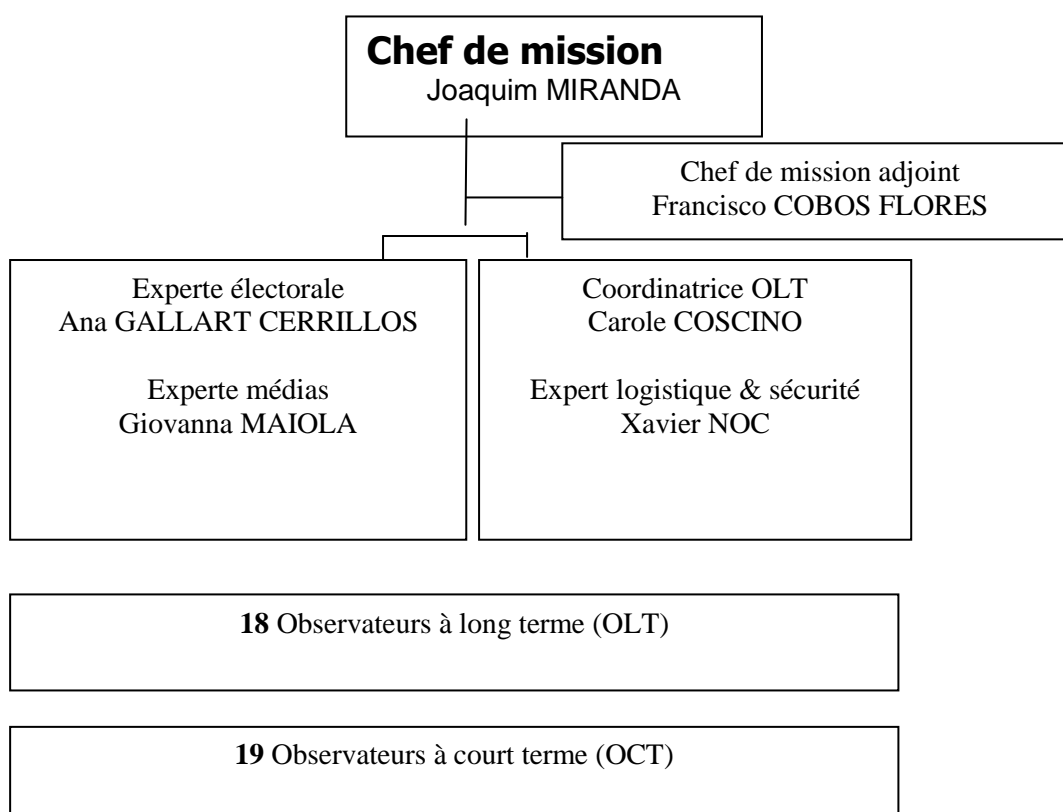 Chef de mission
Joaquim MIRANDA
Chef de mission adjoint
Francisco COBOS FLORES
Experte électorale
Ana GALLART CERRILLOS
Experte médias
Giovanna MAIOLA
Coordinatrice OLT
Carole COSCINO
Expert logistique & sécurité
Xavier NOC
18 Observateurs à long terme (OLT)
19 Observateurs à court terme (OCT)